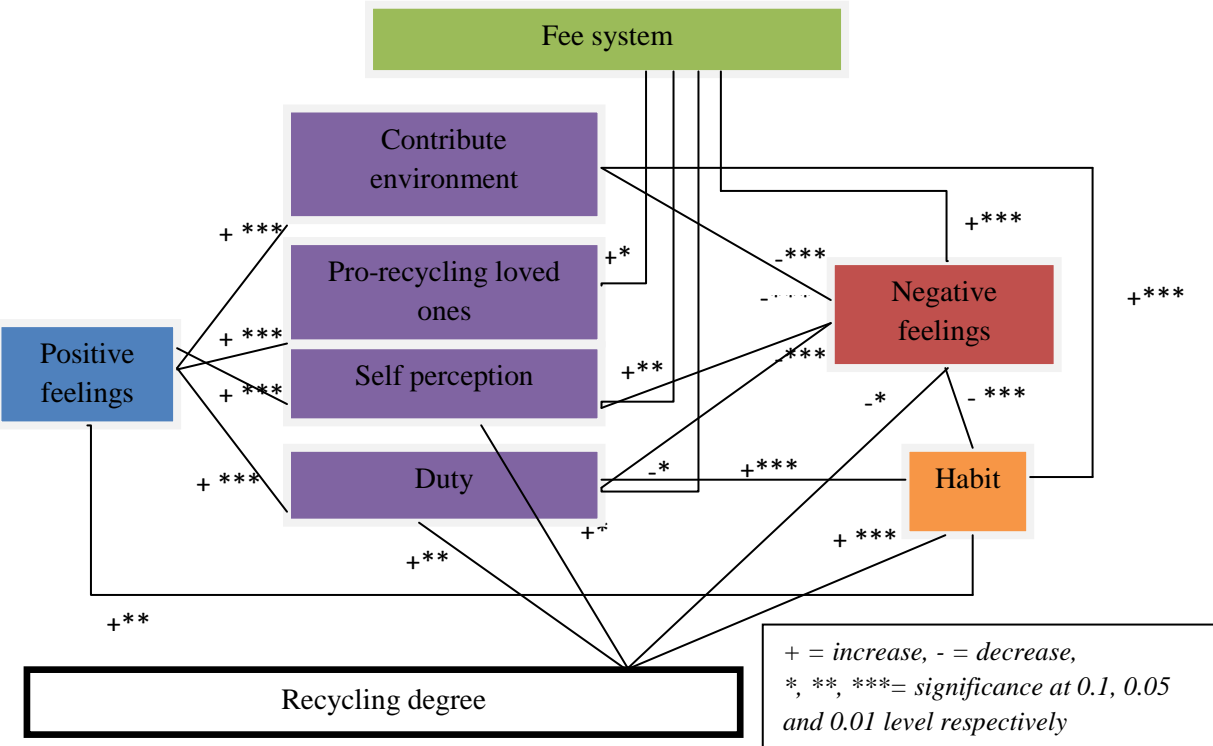 Fee system
Contribute
environment
+ ***
+***
+*
Pro-recycling loved
ones
-***
-
Negative
feelings
+***
Positive
feelings
+ ***
Self perception
+**
-***
+ ***
-*
- ***
+ ***
Duty
-*
+***
Habit
+**
+*
+ ***
+**
Recycling degree
+ = increase, - = decrease,
*, **, ***= significance at 0.1, 0.05
and 0.01 level respectively